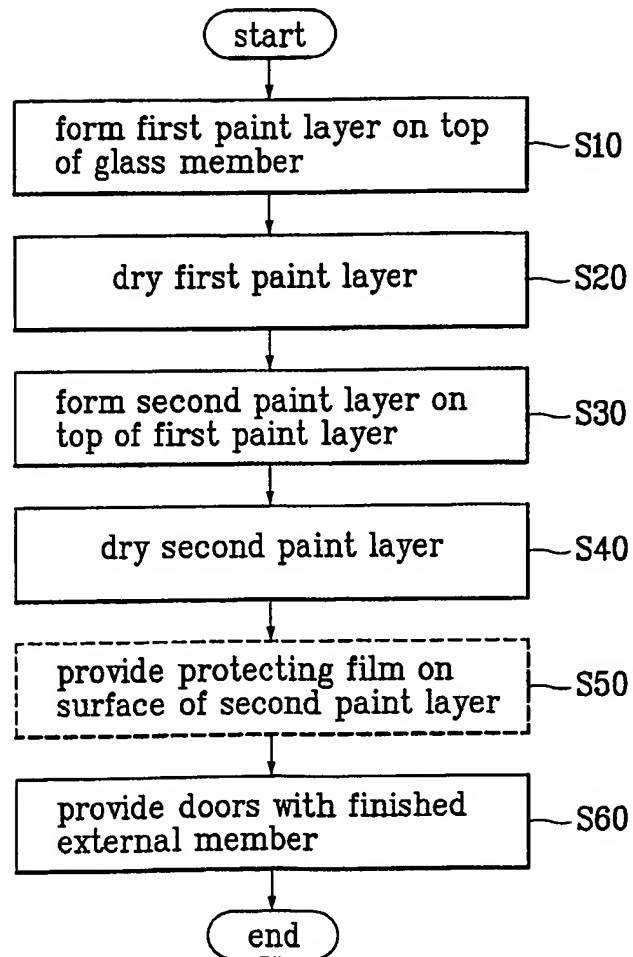 start
form first paint layer on top
of glass member
S10
dry first paint layer
S20
form second paint layer on
top of first paint layer
S30
dry second paint layer
S40
provide protecting film on
surface of second paint layer
S50
provide doors with finished
external member
S60
end